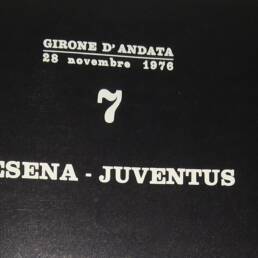 GIRONE D'ANDATA
28 novembre 1976
7
ESENA - JUVENTUS